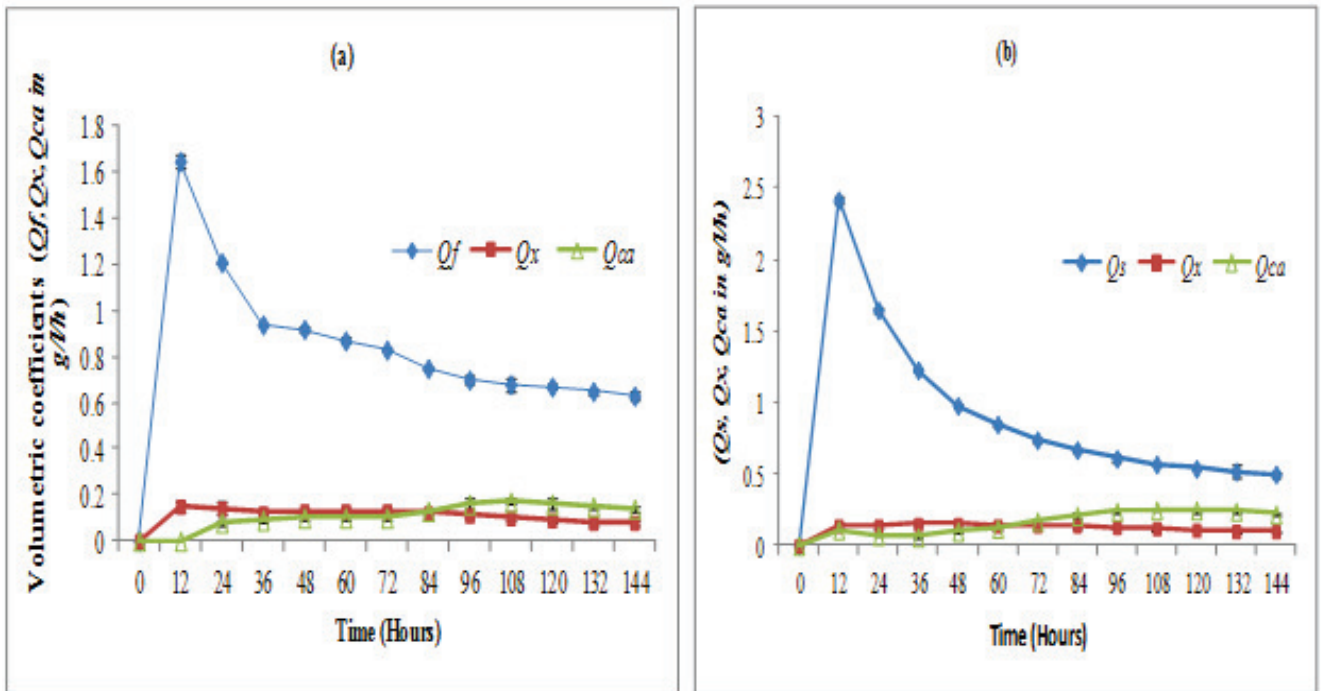 (a)
Volumetric coefficients (Qf, Qx, Qca in
g/l/h)
1.8
1.6
1.4
1.2
1
0.8
0.6
0.4
0.2
0
Qf Qx Qca
0 12 24 36 48 60 72 84 96 108 120 132 144
Time (Hours)
(b)
(Qs, Qx, Qca in g/l/h)
3
2.5
2
1.5
1
0.5
0
Qs Qx Qca
0 12 24 36 48 60 72 84 96 108 120 132 144
Time (Hours)